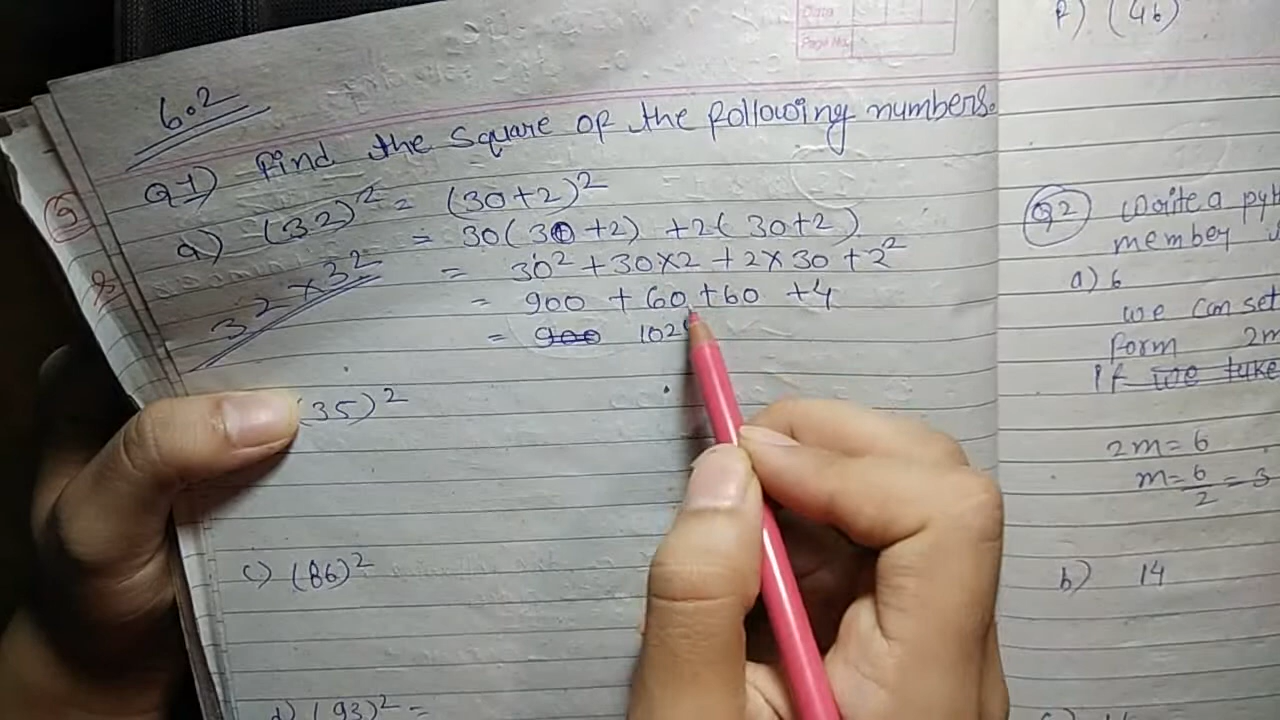 Data
Page No.
6.2
Q1) Find the square of the following numbers.
a) (32)² = (30+2)²
= 30(30+2) +2(30+2)
32×32
= 30² +30×2 +2×30 +2²
= 900 +60 +60 +4
= 900 102
(35)²
c) (86)²
d) (93)² =
f) (46)
Q2 write a
member
a) 6
we can
form 2m
If we take
2m=6
m=6/2=3
b) 14